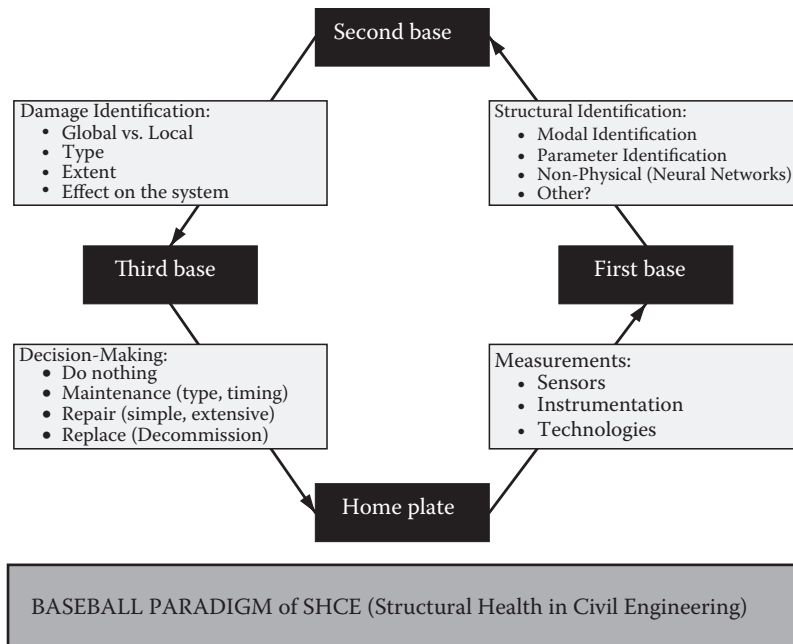 Second base
Damage Identification:
• Global vs. Local
• Type
• Extent
• Effect on the system
Structural Identification:
• Modal Identification
• Parameter Identification
• Non-Physical (Neural Networks)
• Other?
Third base
First base
Decision-Making:
• Do nothing
• Maintenance (type, timing)
• Repair (simple, extensive)
• Replace (Decommission)
Measurements:
• Sensors
• Instrumentation
• Technologies
Home plate
BASEBALL PARADIGM of SHCE (Structural Health in Civil Engineering)